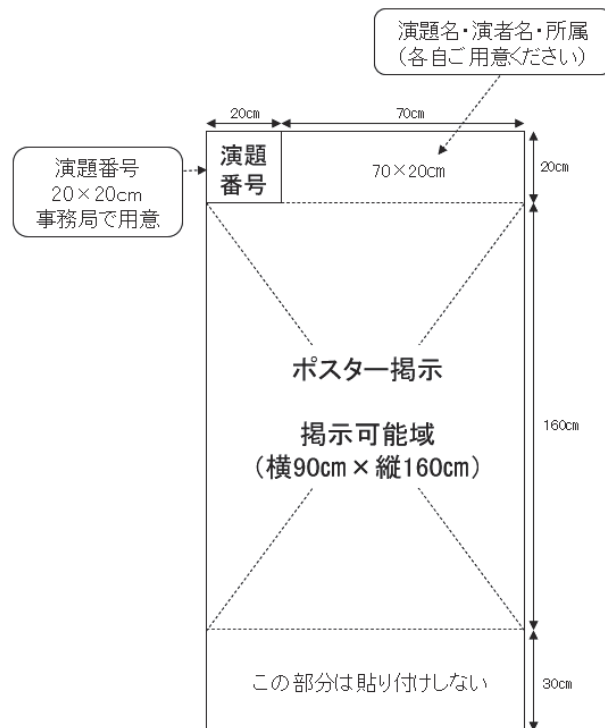 演題名・演者名・所属
（各自ご用意ください）
20cm
70cm
演題番号
20×20cm
事務局で用意
演題
番号
70×20cm
20cm
ポスター掲示
掲示可能域
（横90cm×縦160cm）
160cm
この部分は貼り付けしない
30cm